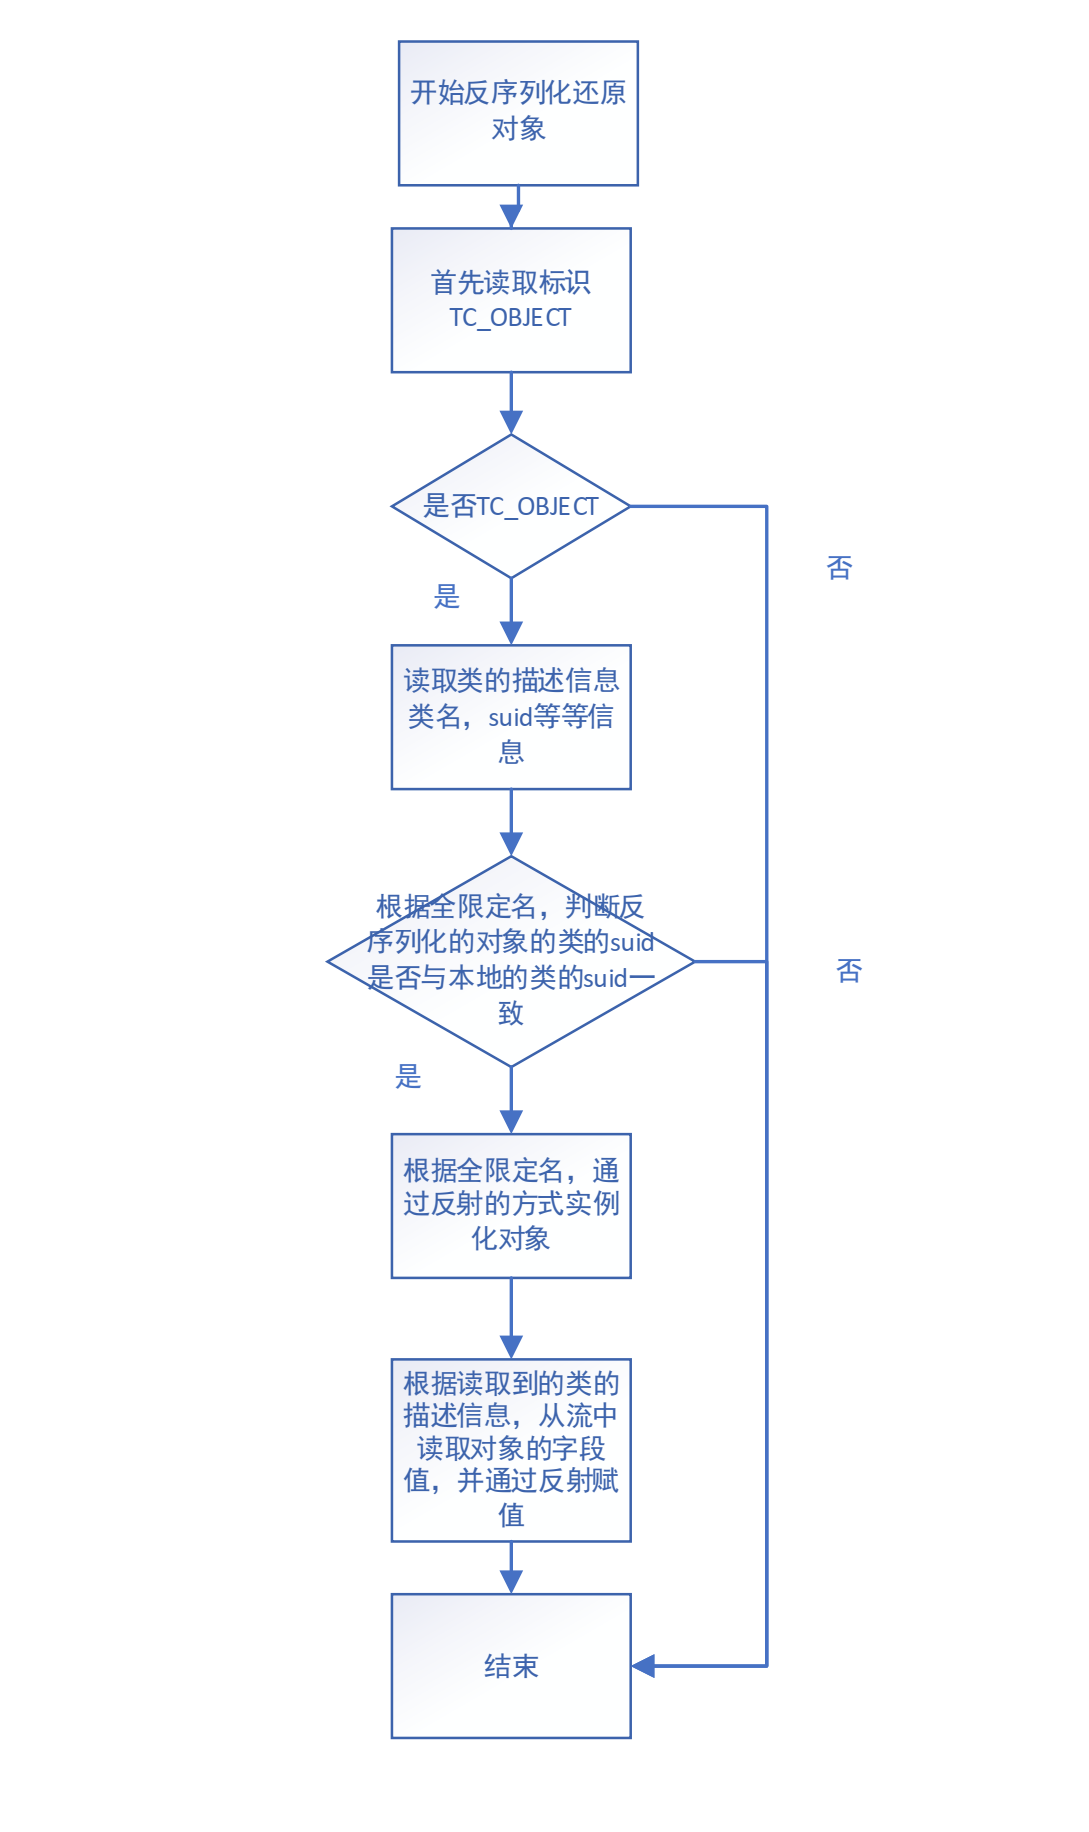 开始反序列化还原
对象
首先读取标识
TC_OBJECT
是否TC_OBJECT
否
是
读取类的描述信息
类名，suid等等信
息
根据全限定名，判断反
序列化的对象的类的suid
是否与本地的类的suid一
致
否
是
根据全限定名，通
过反射的方式实例
化对象
根据读取到的类的
描述信息，从流中
读取对象的字段
值，并通过反射赋
值
结束